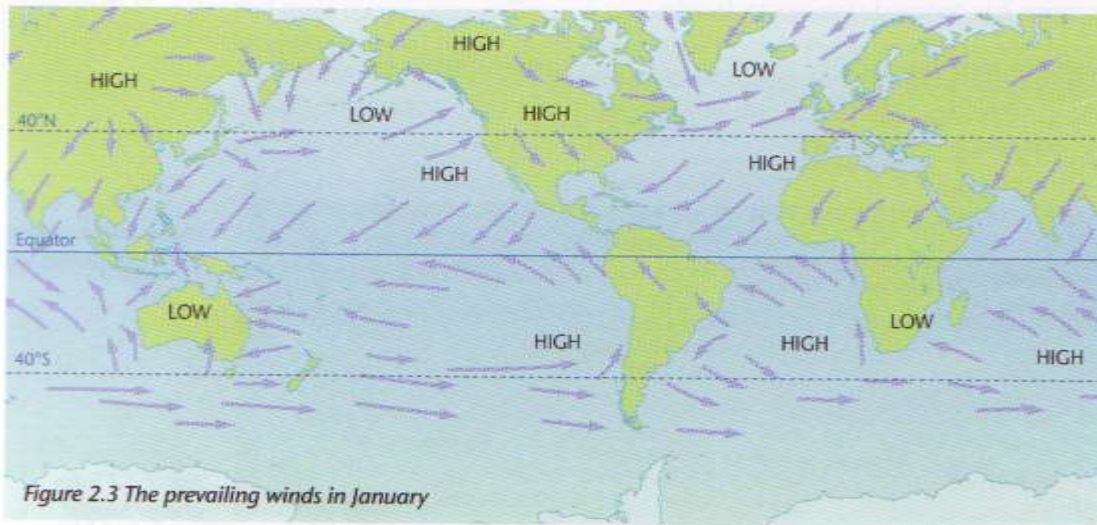 HIGH
LOW
HIGH
LOW
HIGH
40°N
HIGH
HIGH
Equator
LOW
LOW
HIGH
HIGH
HIGH
40°S
Figure 2.3 The prevailing winds in January